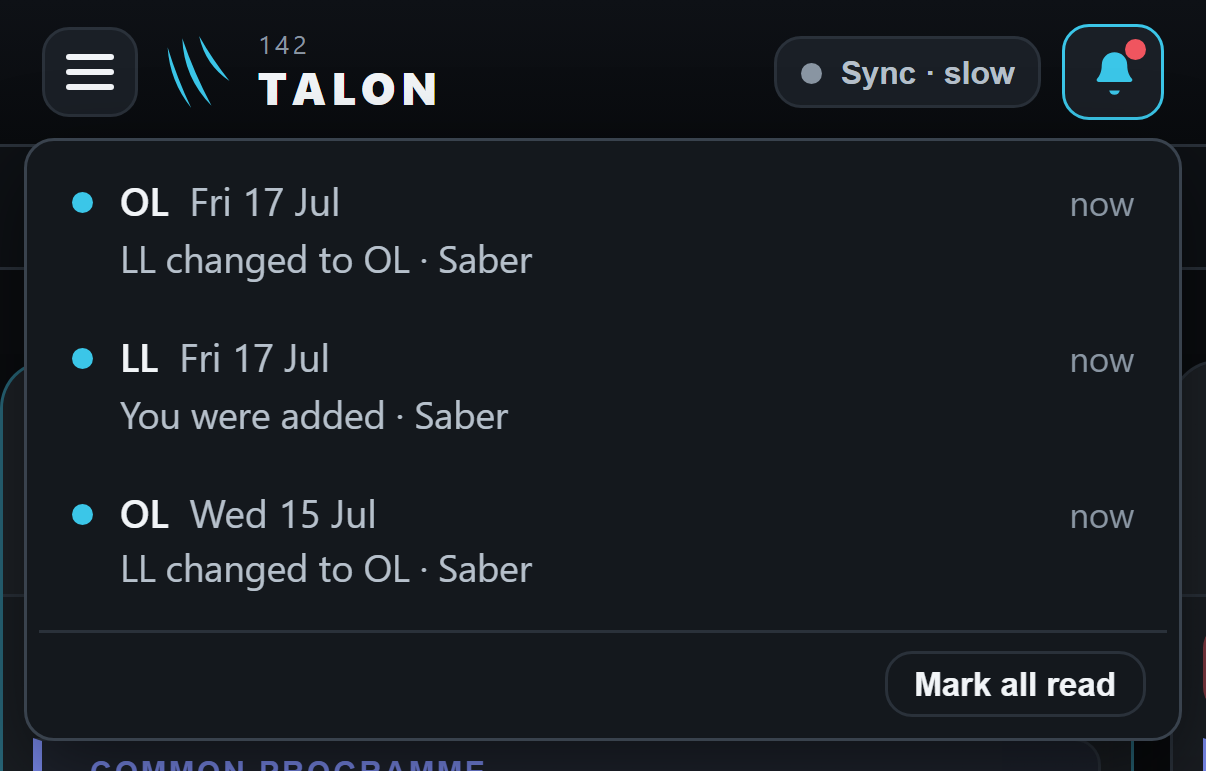 142
TALON
Sync · slow
OL Fri 17 Jul now
LL changed to OL · Saber
LL Fri 17 Jul now
You were added · Saber
OL Wed 15 Jul now
LL changed to OL · Saber
Mark all read
COMMON PROGRAMME